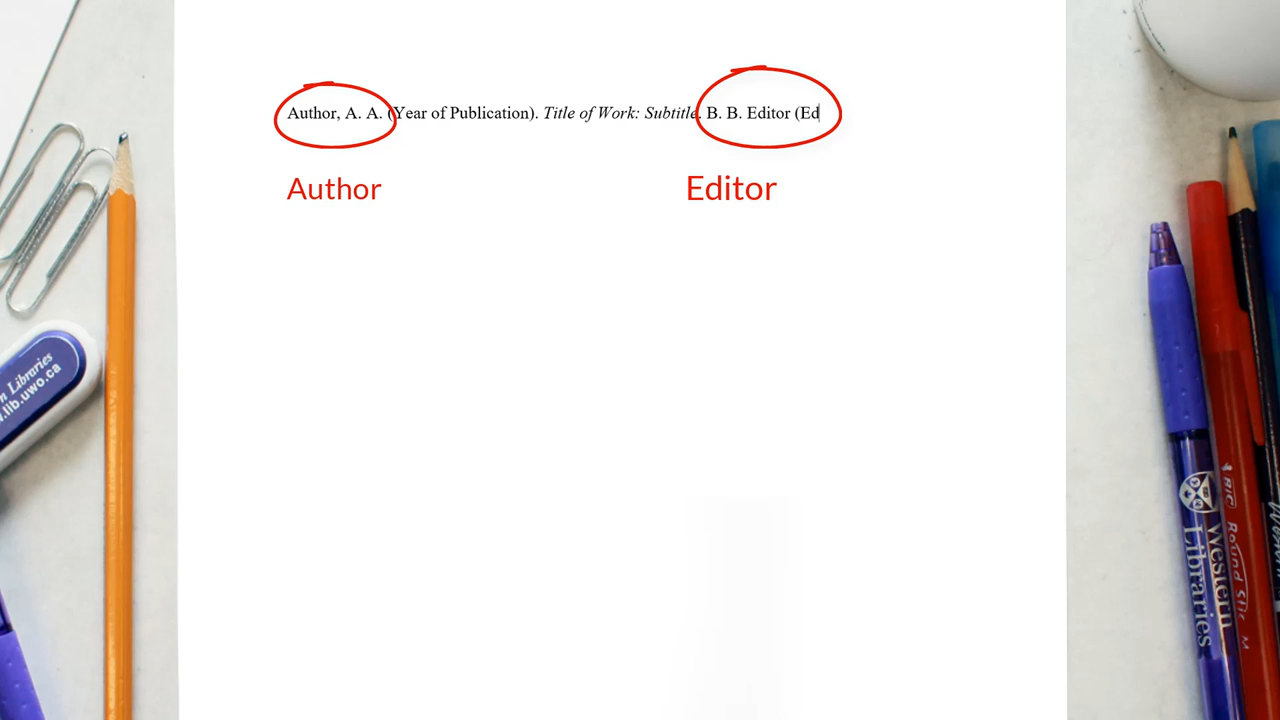 Author, A. A. (Year of Publication). Title of Work: Subtitle. B. B. Editor (Ed
Author
Editor
Libraries
.lib.uwo.ca
Western
Libraries
BIC Round Stic M